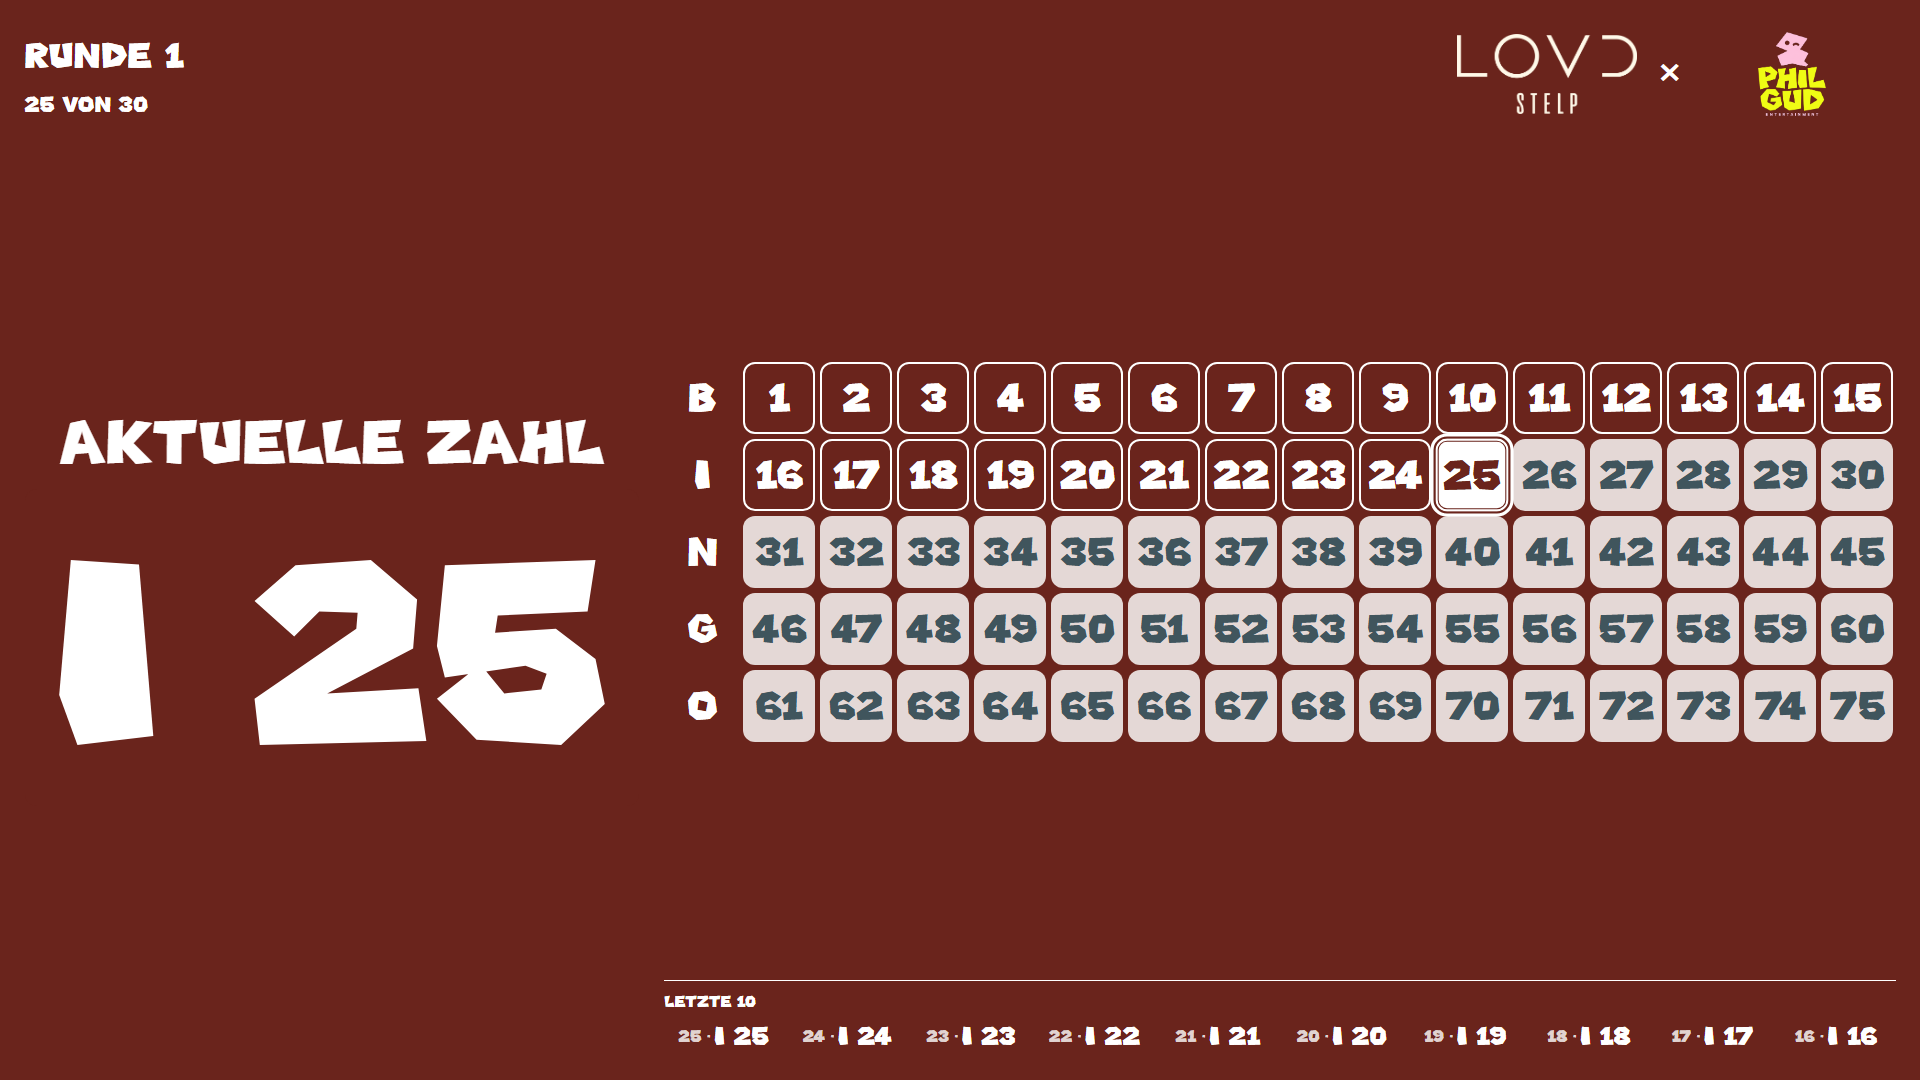 RUNDE 1
25 VON 30
LOVD
STELP
×
PHIL
GUD
ENTERTAINMENT
AKTUELLE ZAHL
I 25
B 1 2 3 4 5 6 7 8 9 10 11 12 13 14 15
I 16 17 18 19 20 21 22 23 24 25 26 27 28 29 30
N 31 32 33 34 35 36 37 38 39 40 41 42 43 44 45
G 46 47 48 49 50 51 52 53 54 55 56 57 58 59 60
O 61 62 63 64 65 66 67 68 69 70 71 72 73 74 75
LETZTE 10
25 · I 25 24 · I 24 23 · I 23 22 · I 22 21 · I 21 20 · I 20 19 · I 19 18 · I 18 17 · I 17 16 · I 16